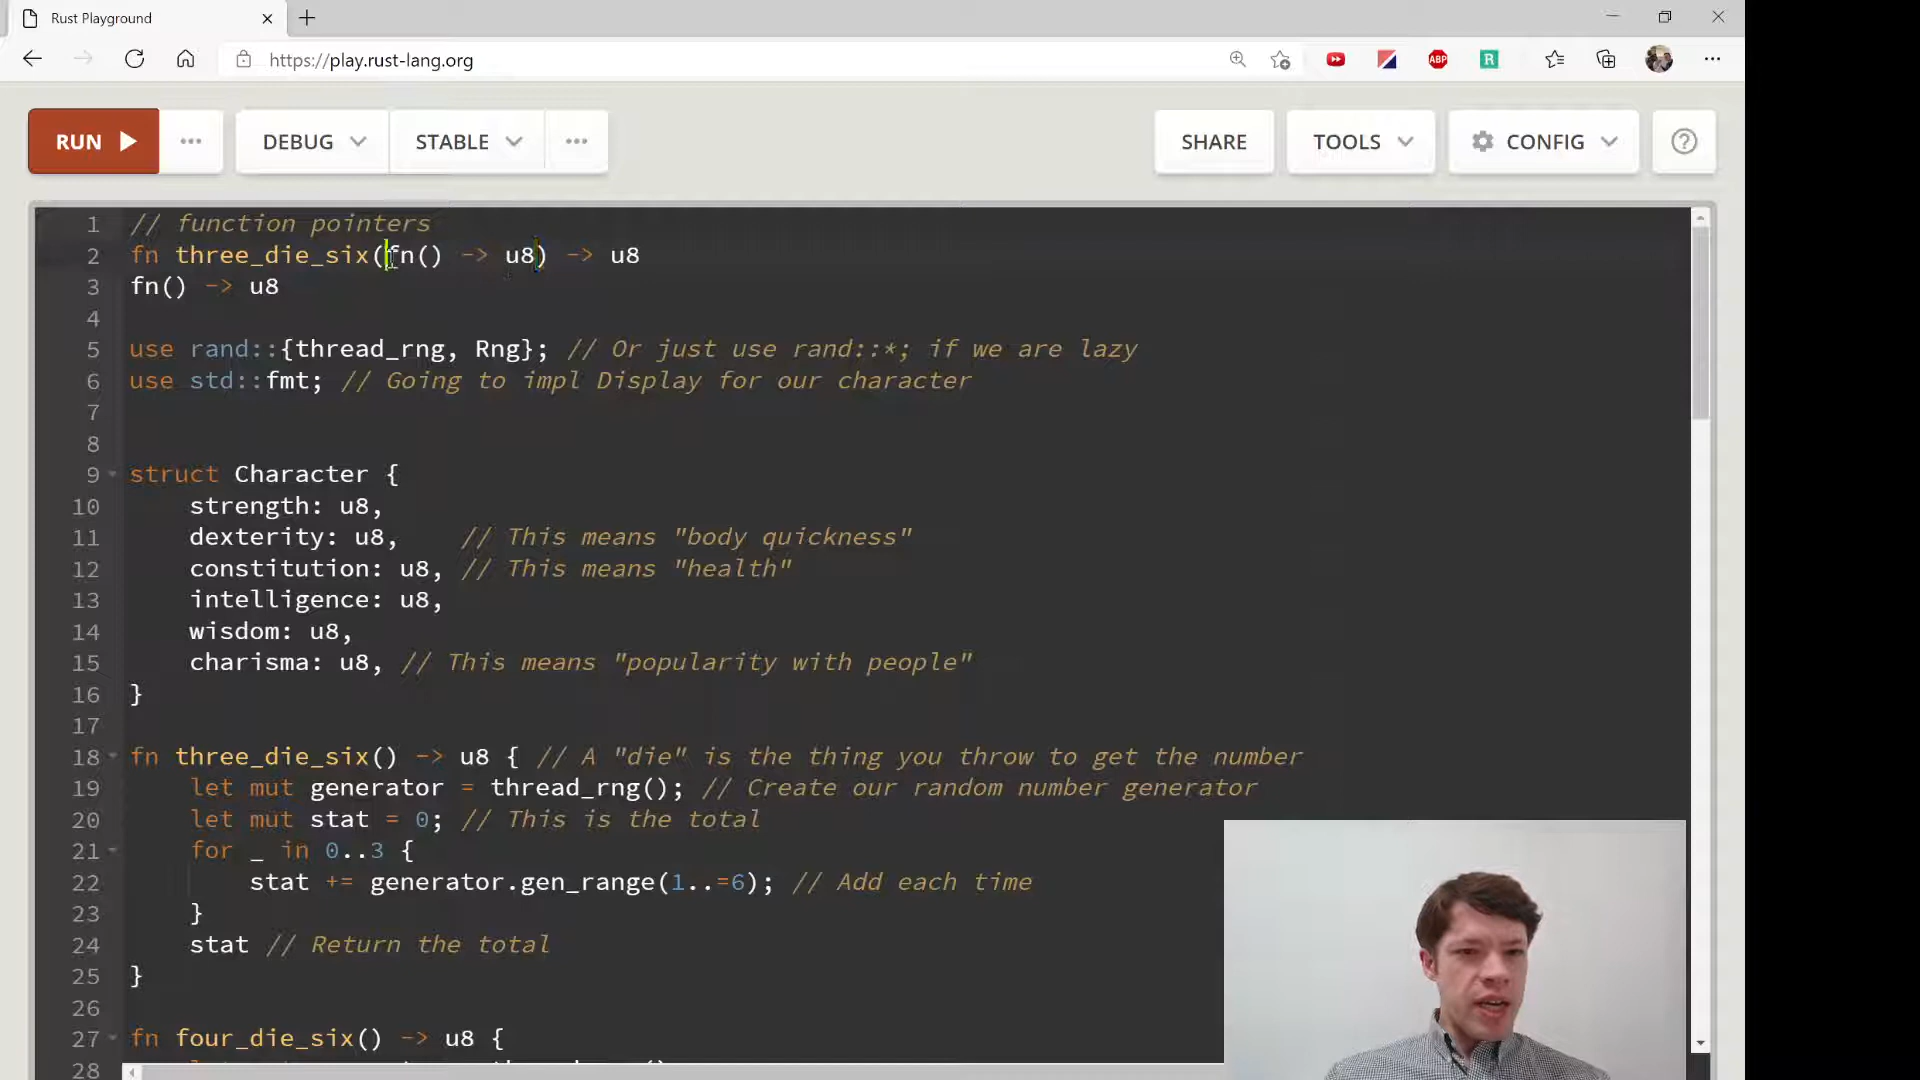 Rust Playground
https://play.rust-lang.org
ABP
R
RUN
DEBUG
STABLE
SHARE
TOOLS
CONFIG
1 // function pointers
2 fn three_die_six(fn() -> u8) -> u8
3 fn() -> u8
4
5 use rand::{thread_rng, Rng}; // Or just use rand::*; if we are lazy
6 use std::fmt; // Going to impl Display for our character
7
8
9 struct Character {
10 strength: u8,
11 dexterity: u8, // This means "body quickness"
12 constitution: u8, // This means "health"
13 intelligence: u8,
14 wisdom: u8,
15 charisma: u8, // This means "popularity with people"
16 }
17
18 fn three_die_six() -> u8 { // A "die" is the thing you throw to get the number
19 let mut generator = thread_rng(); // Create our random number generator
20 let mut stat = 0; // This is the total
21 for _ in 0..3 {
22 stat += generator.gen_range(1..=6); // Add each time
23 }
24 stat // Return the total
25 }
26
27 fn four_die_six() -> u8 {
28